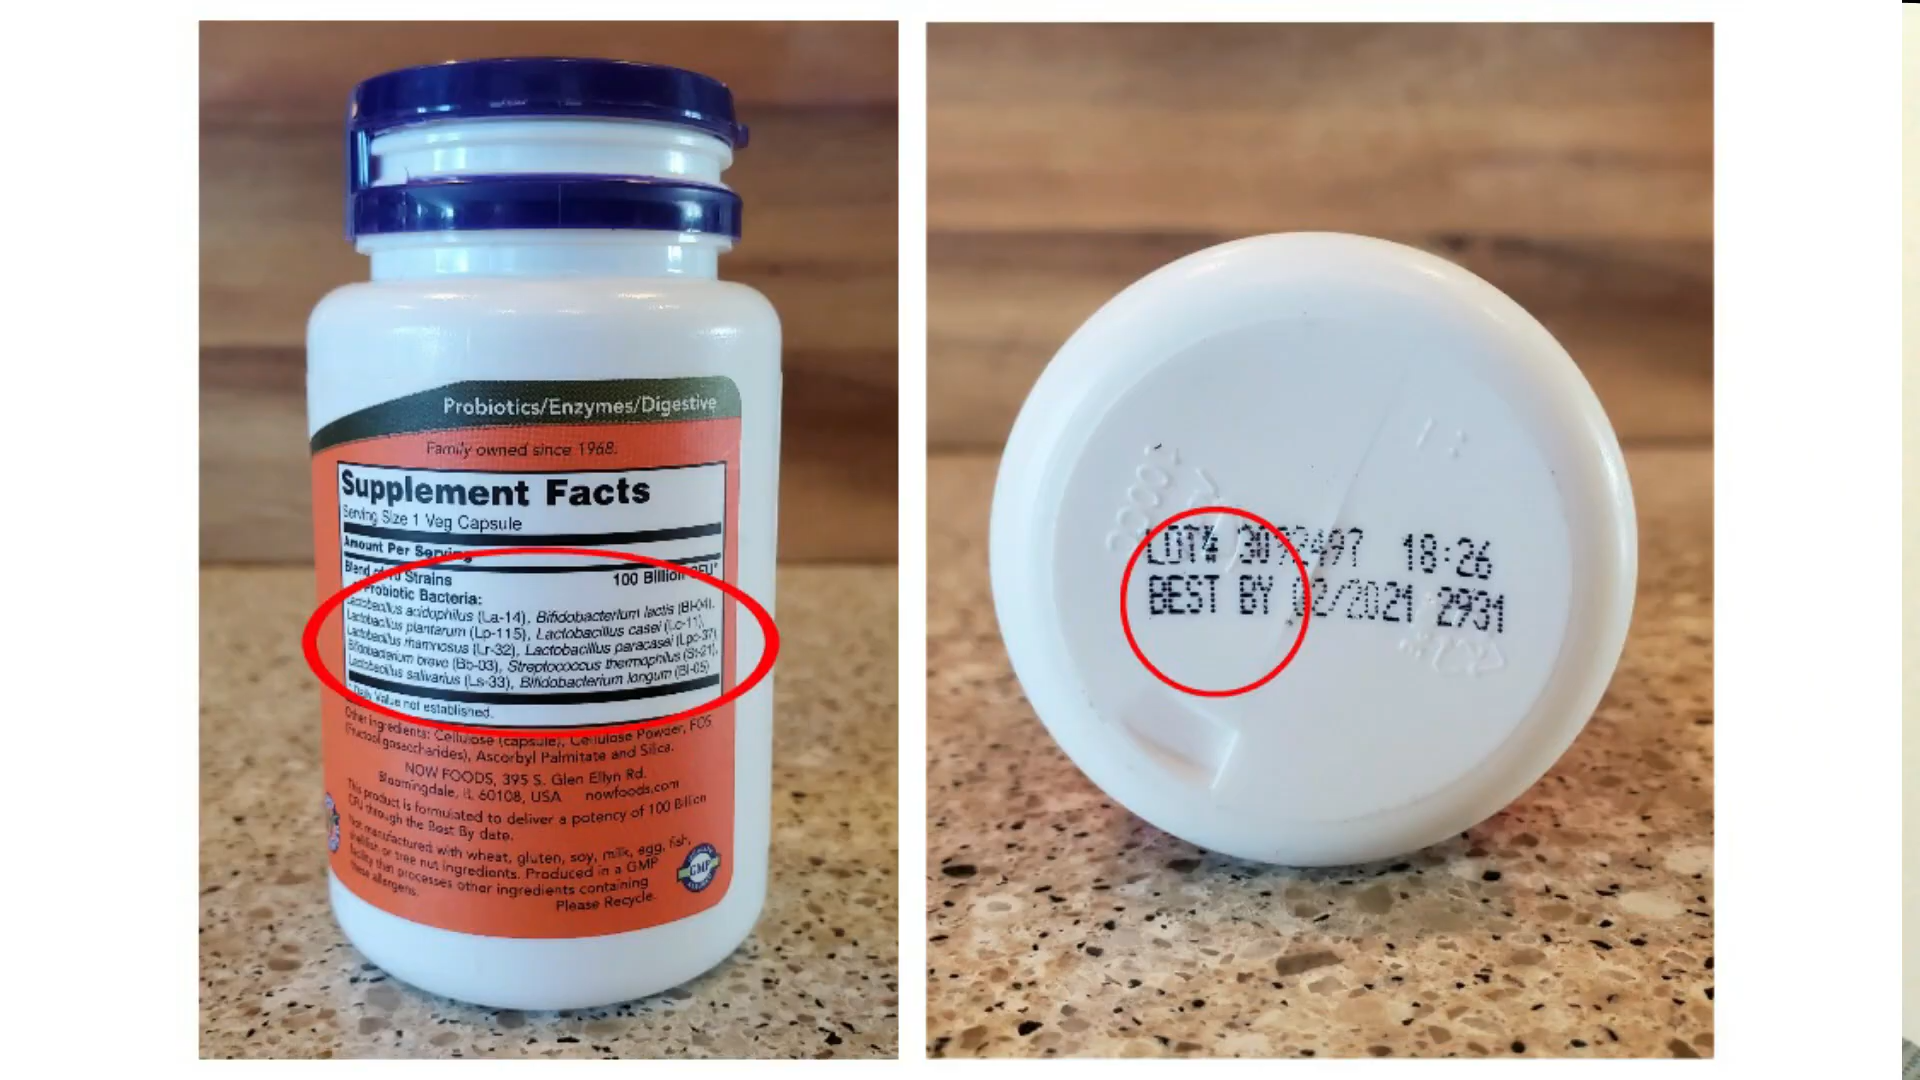 Probiotics/Enzymes/Digestive
Family owned since 1968.
Supplement Facts
Serving Size 1 Veg Capsule
Amount Per Serving
Blend of 10 Strains 100 Billion CFU*
Probiotic Bacteria:
Lactobacillus acidophilus (La-14), Bifidobacterium lactis (Bl-04),
Lactobacillus plantarum (Lp-115), Lactobacillus casei (Lc-11),
Lactobacillus rhamnosus (Lr-32), Lactobacillus paracasei (Lpc-37),
Bifidobacterium breve (Bb-03), Streptococcus thermophilus (St-21),
Lactobacillus salivarius (Ls-33), Bifidobacterium longum (Bl-05)
* Daily Value not established.
Other ingredients: Cellulose (capsule), Cellulose Powder, FOS
(Fructooligosaccharides), Ascorbyl Palmitate and Silica.
NOW FOODS, 395 S. Glen Ellyn Rd.
Bloomingdale, IL 60108, USA nowfoods.com
This product is formulated to deliver a potency of 100 Billion
CFU through the Best By date.
Not manufactured with wheat, gluten, soy, milk, egg, fish,
shellfish or tree nut ingredients. Produced in a GMP
facility that processes other ingredients containing
these allergens.
Please Recycle.
GMP
LOT# 3092497 18:26
BEST BY 02/2021 2931